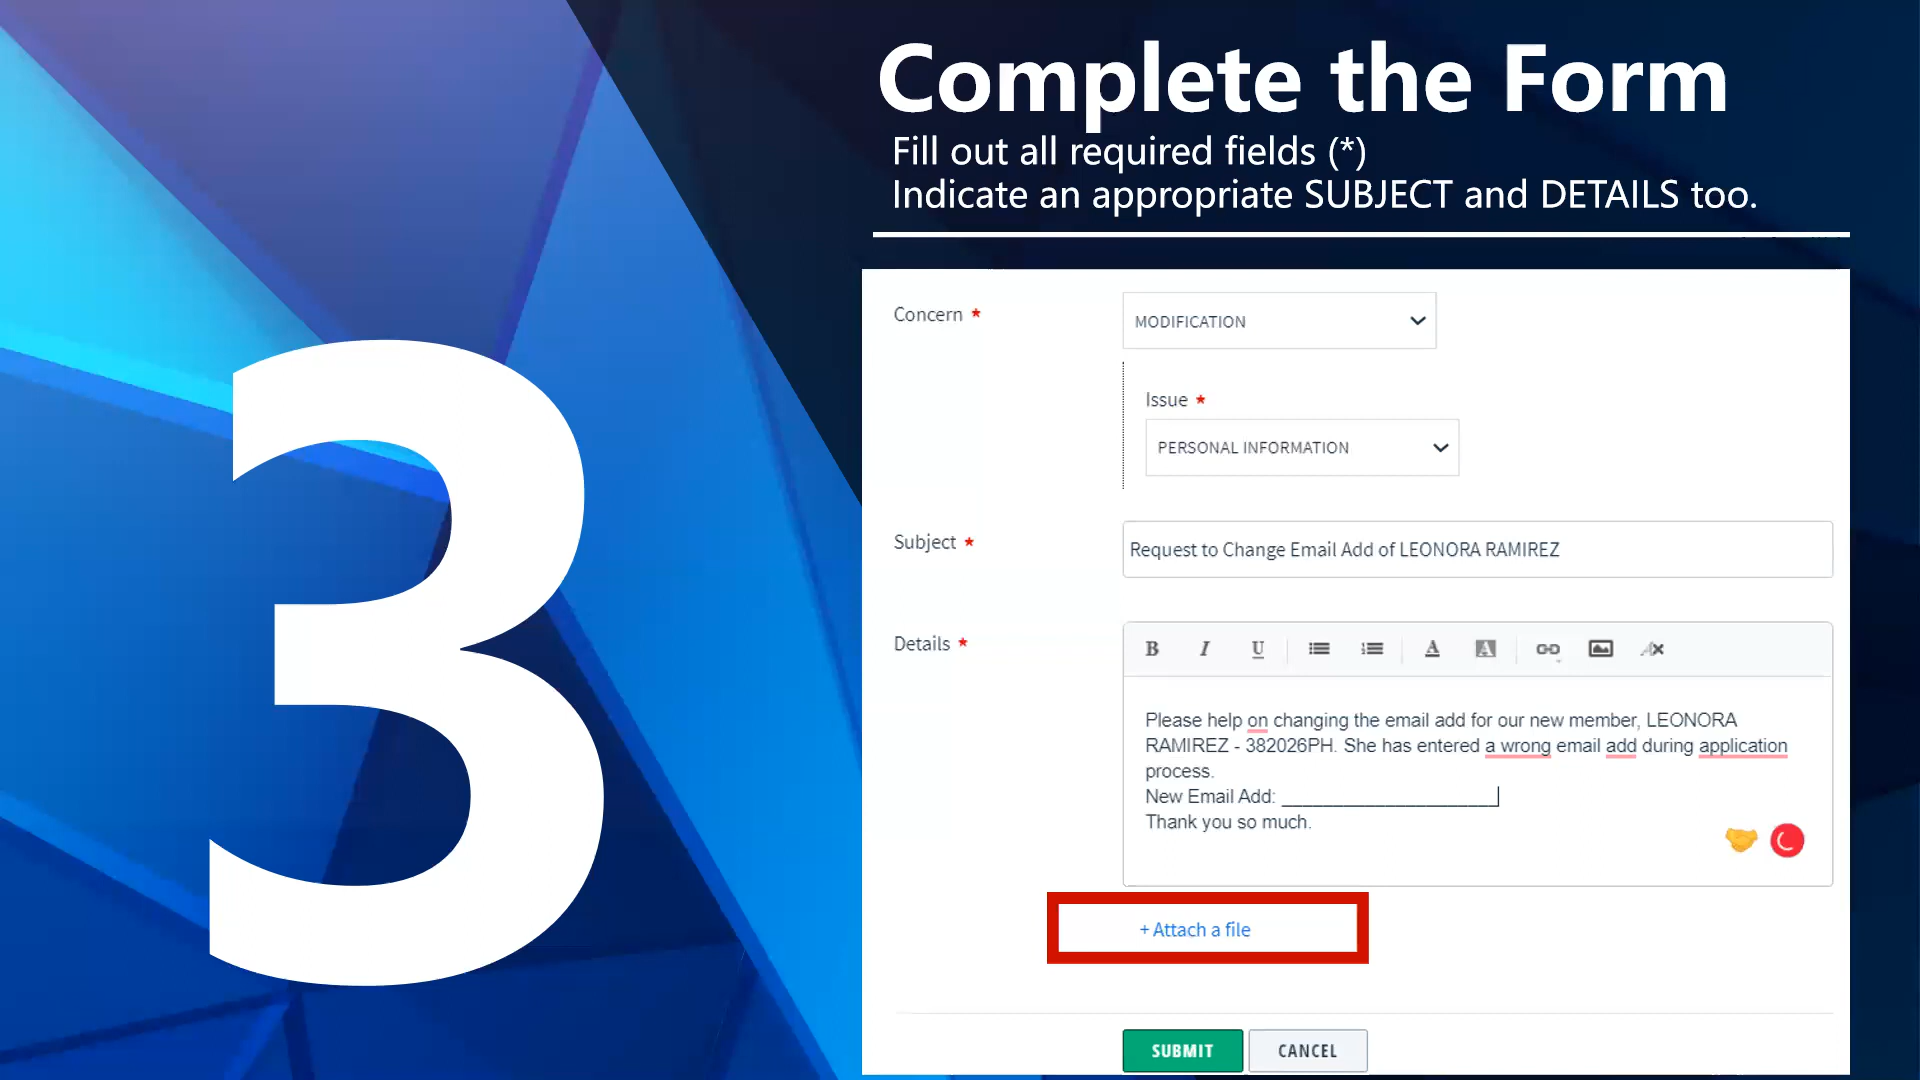 Complete the Form
Fill out all required fields (*)
Indicate an appropriate SUBJECT and DETAILS too.
3
Concern *
MODIFICATION
Issue *
PERSONAL INFORMATION
Subject *
Request to Change Email Add of LEONORA RAMIREZ
Details *
B I U A A
Please help on changing the email add for our new member, LEONORA
RAMIREZ - 382026PH. She has entered a wrong email add during application
process.
New Email Add: ____________________
Thank you so much.
+ Attach a file
SUBMIT CANCEL